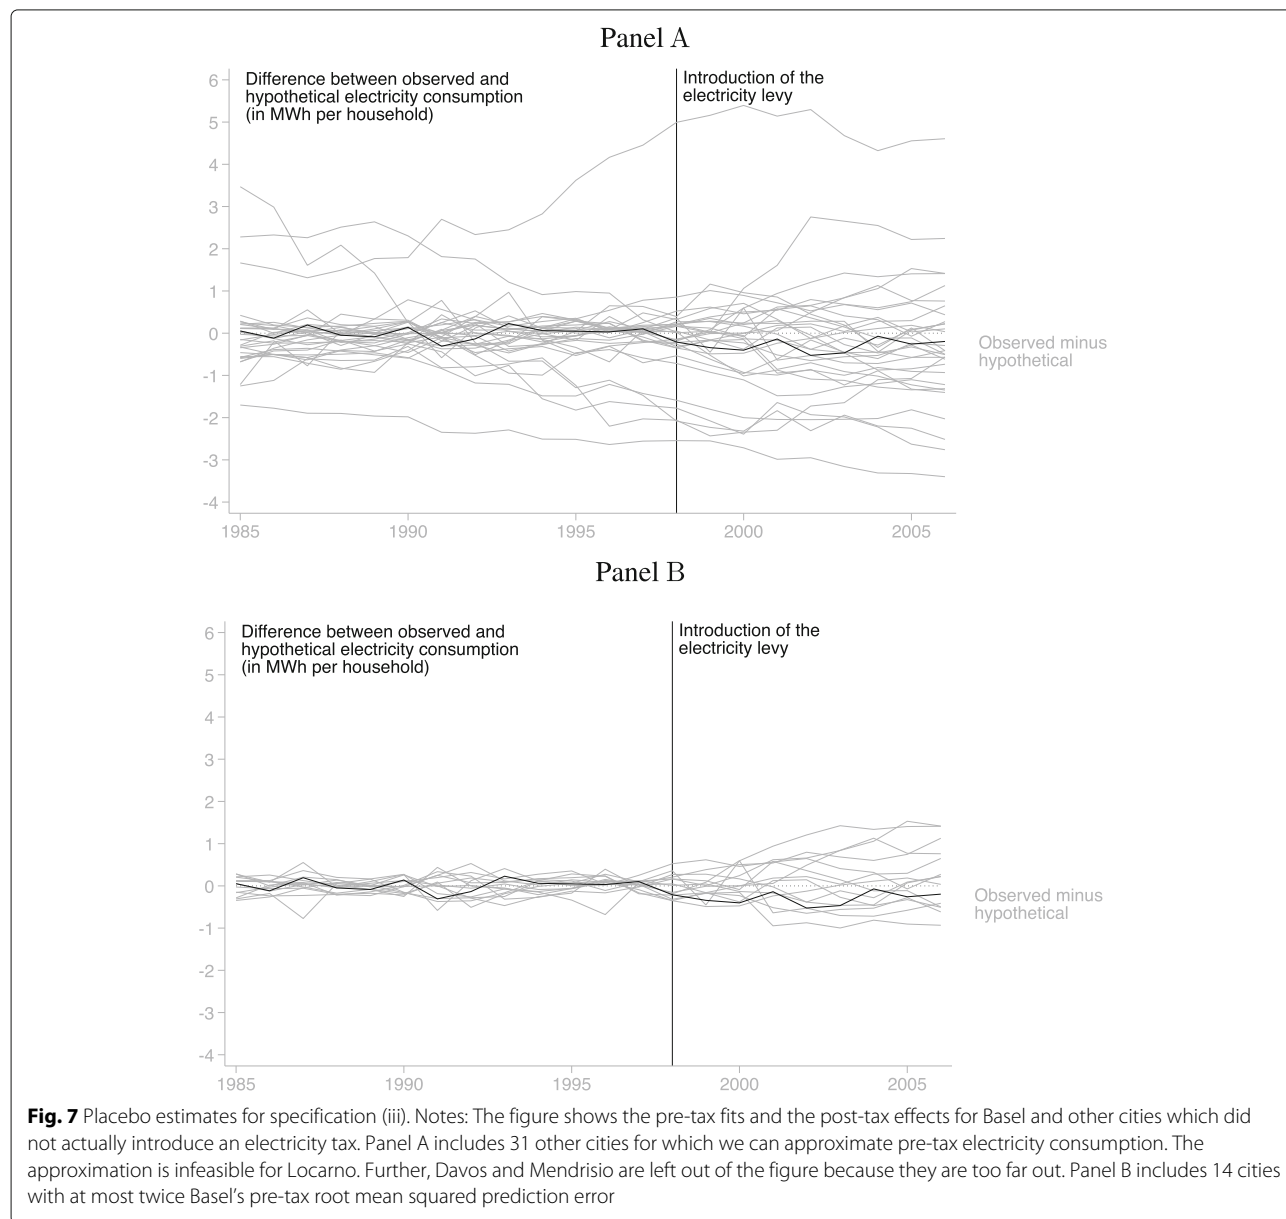 Panel A
Difference between observed and
hypothetical electricity consumption
(in MWh per household)
Introduction of the
electricity levy
6
5
4
3
2
1
0
-1
-2
-3
-4
Observed minus
hypothetical
1985
1990
1995
2000
2005
Panel B
Difference between observed and
hypothetical electricity consumption
(in MWh per household)
Introduction of the
electricity levy
6
5
4
3
2
1
0
-1
-2
-3
-4
Observed minus
hypothetical
1985
1990
1995
2000
2005
Fig. 7 Placebo estimates for specification (iii). Notes: The figure shows the pre-tax fits and the post-tax effects for Basel and other cities which did
not actually introduce an electricity tax. Panel A includes 31 other cities for which we can approximate pre-tax electricity consumption. The
approximation is infeasible for Locarno. Further, Davos and Mendrisio are left out of the figure because they are too far out. Panel B includes 14 cities
with at most twice Basel's pre-tax root mean squared prediction error